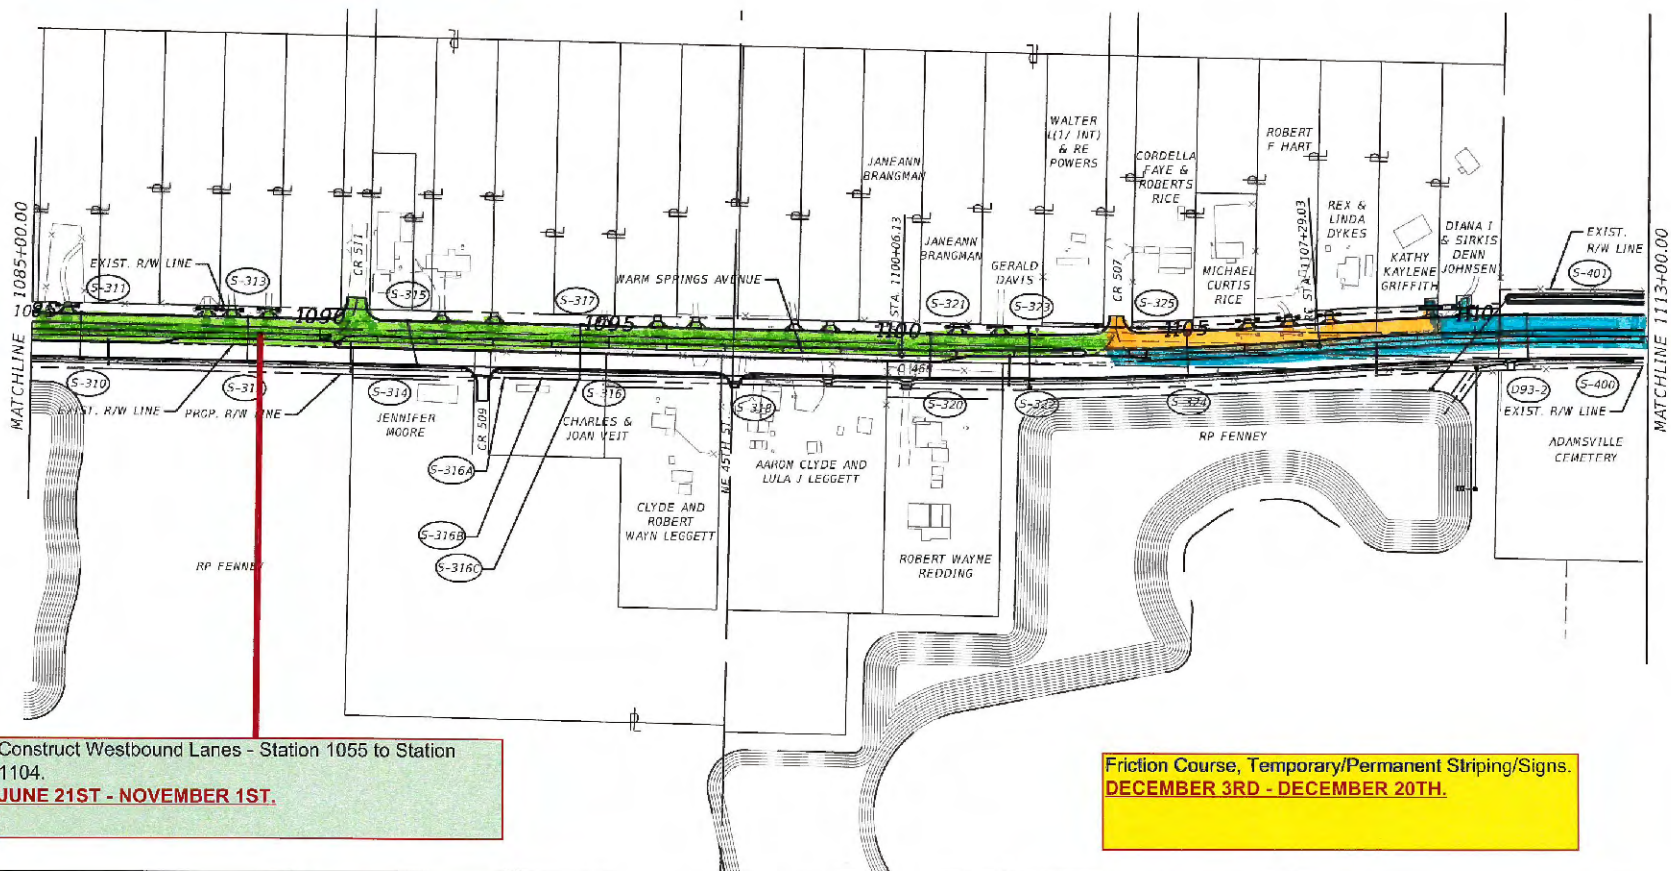 WALTER
L(1/ INT)
& RE
POWERS
ROBERT
F HART
JANEANN
BRANGMAN
CORDELLA
FAYE &
ROBERTS
RICE
REX &
LINDA
DYKES
DIANA I
& SIRKIS
DENN
JOHNSEN
EXIST.
R/W LINE
MATCHLINE 1085+00.00
CR 511
EXIST. R/W LINE
S-311
S-313
S-315
S-317
WARM SPRINGS AVENUE
STA. 1100+06.13
JANEANN
BRANGMAN
GERALD
DAVIS
S-321
S-323
CR 507
S-325
MICHAEL
CURTIS
RICE
STA. 1107+29.03
KATHY
KAYLENE
GRIFFITH
S-401
MATCHLINE 1113+00.00
1085
1090
1095
1100
1105
1110
S-310
EXIST. R/W LINE
PROP. R/W LINE
S-314
JENNIFER
MOORE
CR 509
S-316
CHARLES &
JOAN VEIT
S-318
S-320
S-324
D93-2
S-400
EXIST. R/W LINE
RP FENNEY
ADAMSVILLE
CEMETERY
S-316A
S-316B
S-316C
NE 45TH ST
AARON CLYDE AND
LULA J LEGGETT
CLYDE AND
ROBERT
WAYN LEGGETT
ROBERT WAYNE
REDDING
RP FENNEY
Construct Westbound Lanes - Station 1055 to Station
1104.
JUNE 21ST - NOVEMBER 1ST.
Friction Course, Temporary/Permanent Striping/Signs.
DECEMBER 3RD - DECEMBER 20TH.